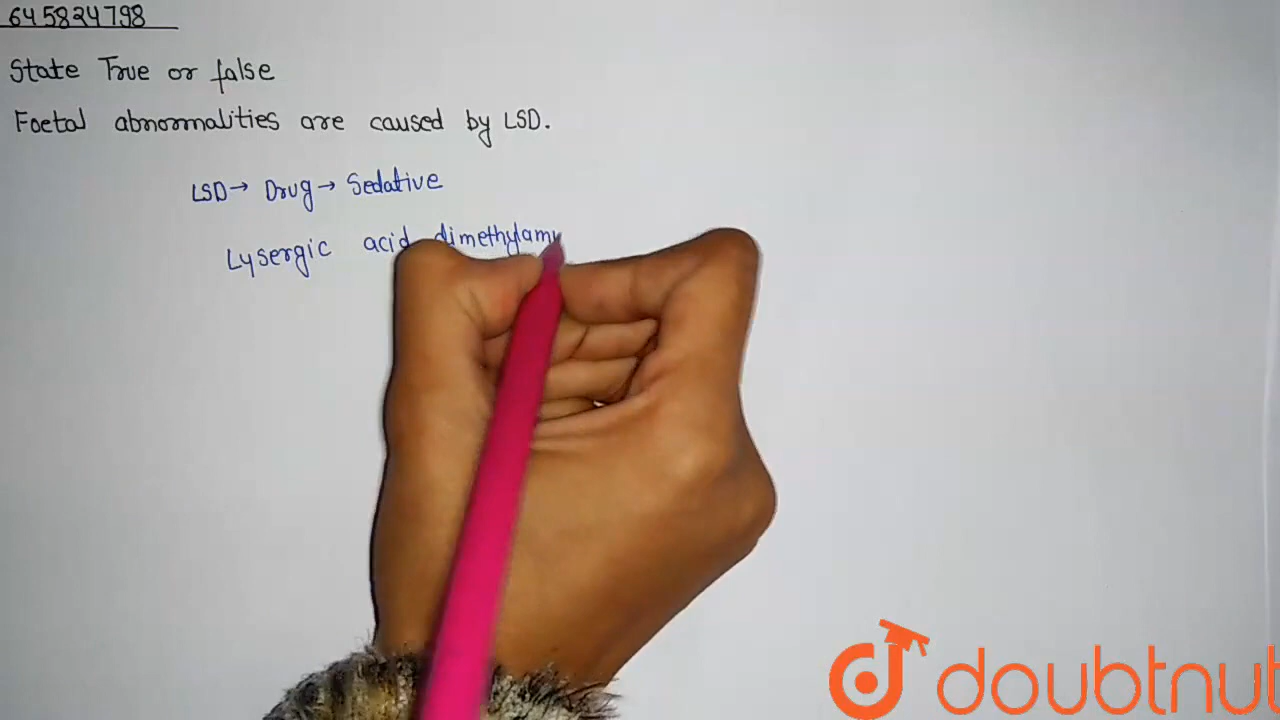 645824798
State True or false
Foetal abnormalities are caused by LSD.
LSD→ Drug → Sedative
Lysergic acid dimethylam
doubtnut